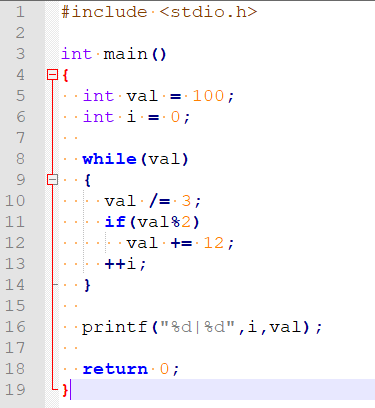 1 #include <stdio.h>
2
3 int main()
4 {
5   int val = 100;
6   int i = 0;
7
8   while(val)
9   {
10     val /= 3;
11     if(val%2)
12       val += 12;
13     ++i;
14   }
15
16   printf("%d|%d",i,val);
17
18   return 0;
19 }